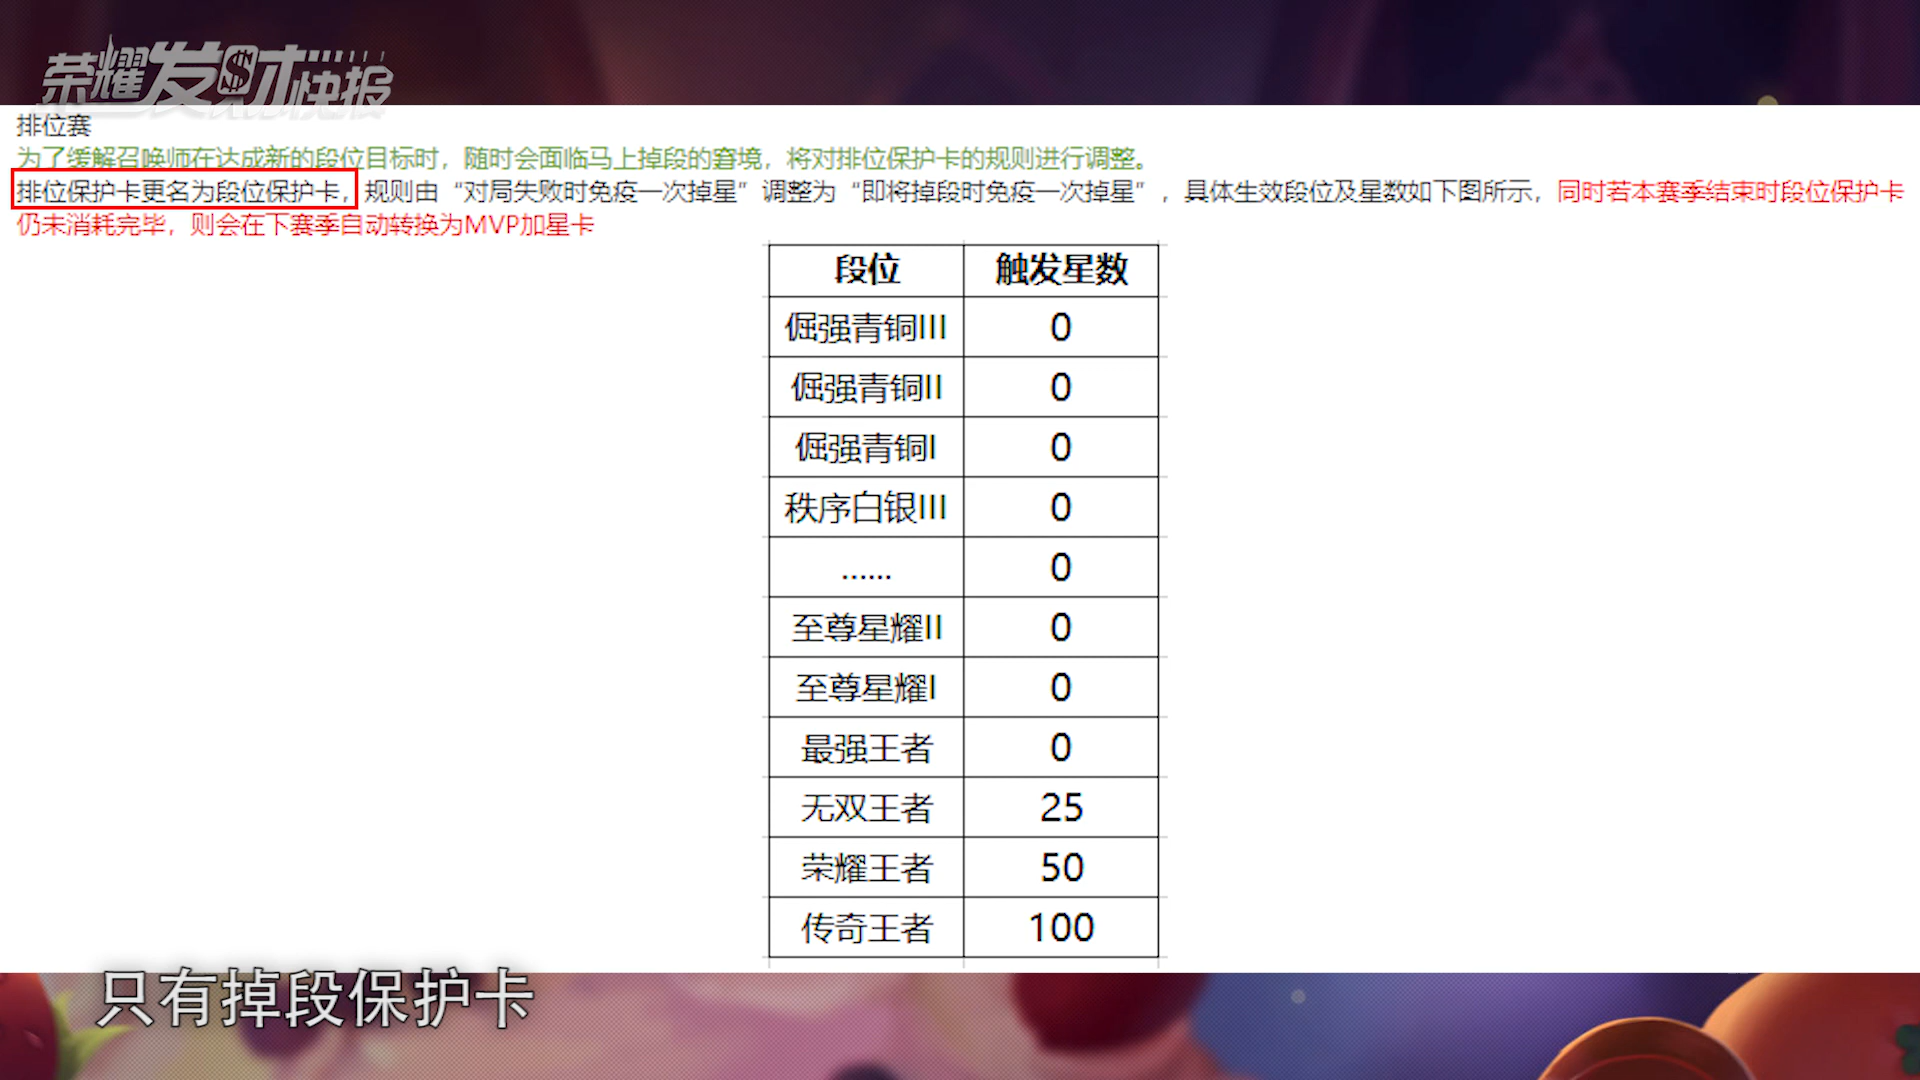 荣耀发财快报
排位赛
为了缓解召唤师在达成新的段位目标时，随时会面临马上掉段的窘境，将对排位保护卡的规则进行调整。
排位保护卡更名为段位保护卡，规则由“对局失败时免疫一次掉星”调整为“即将掉段时免疫一次掉星”，具体生效段位及星数如下图所示，同时若本赛季结束时段位保护卡
仍未消耗完毕，则会在下赛季自动转换为MVP加星卡
段位 触发星数
倔强青铜III 0
倔强青铜II 0
倔强青铜I 0
秩序白银III 0
...... 0
至尊星耀II 0
至尊星耀I 0
最强王者 0
无双王者 25
荣耀王者 50
传奇王者 100
只有掉段保护卡